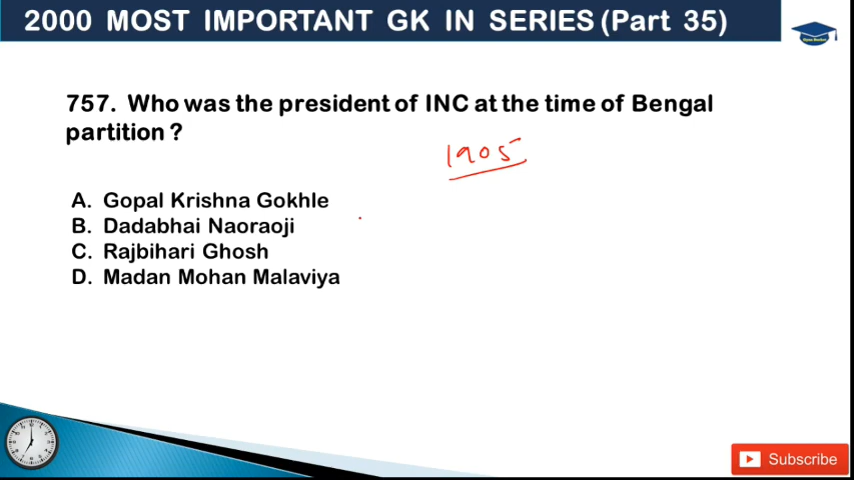 2000 MOST IMPORTANT GK IN SERIES (Part 35)
757. Who was the president of INC at the time of Bengal
partition ?
1905
A. Gopal Krishna Gokhle
B. Dadabhai Naoraoji
C. Rajbihari Ghosh
D. Madan Mohan Malaviya
Subscribe